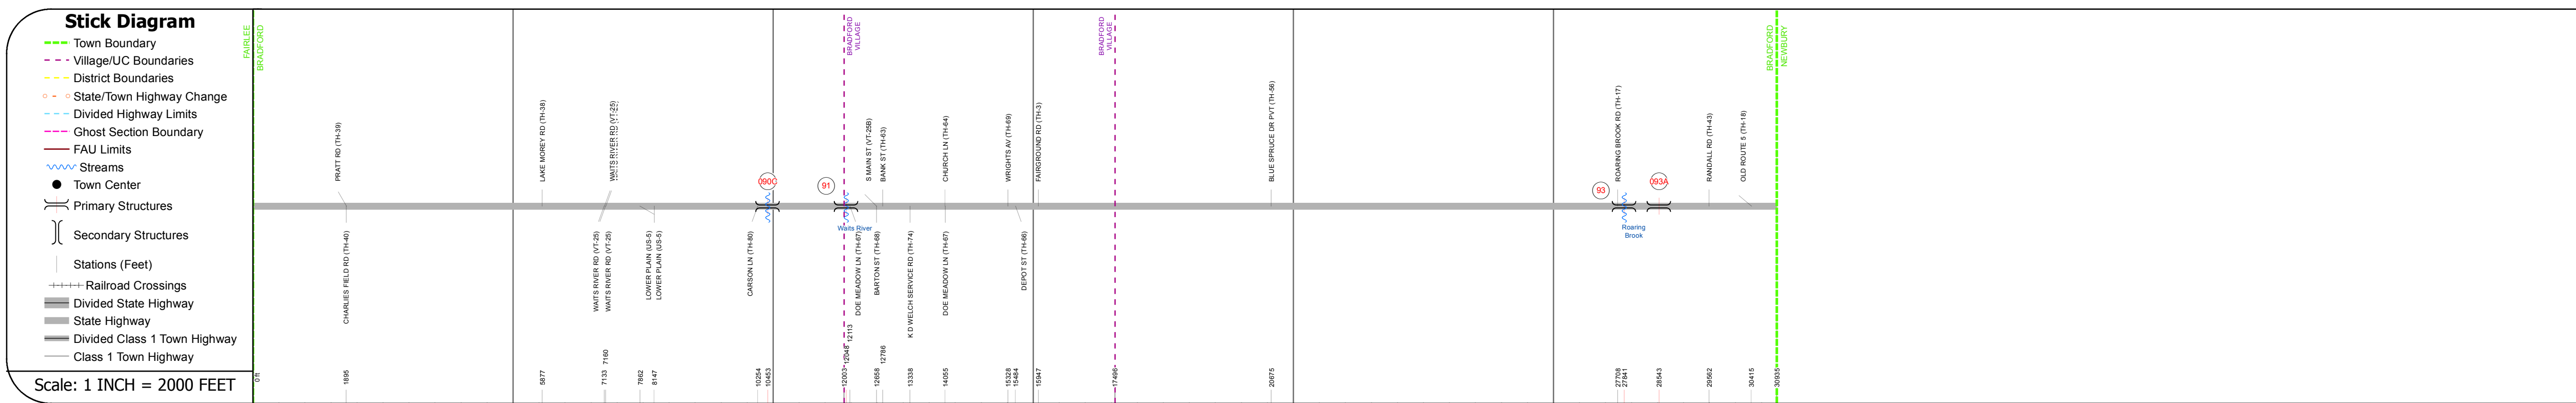 Stick Diagram
Town Boundary
Village/UC Boundaries
District Boundaries
State/Town Highway Change
Divided Highway Limits
Ghost Section Boundary
FAU Limits
Streams
Town Center
Primary Structures
Secondary Structures
Stations (Feet)
Railroad Crossings
Divided State Highway
State Highway
Divided Class 1 Town Highway
Class 1 Town Highway
Scale: 1 INCH = 2000 FEET
FAIRLEE
BRADFORD
BRADFORD
VILLAGE
BRADFORD
VILLAGE
BRADFORD
NEWBURY
PRATT RD (TH-39)
LAKE MOREY RD (TH-38)
WAITS RIVER RD (VT-25)
S MAIN ST (VT-25B)
BANK ST (TH-63)
CHURCH LN (TH-64)
WRIGHTS AV (TH-69)
FAIRGROUND RD (TH-3)
BLUE SPRUCE DR PVT (TH-56)
ROARING BROOK RD (TH-17)
RANDALL RD (TH-43)
OLD ROUTE 5 (TH-18)
090C
91
93
093A
Waits River
Roaring
Brook
CHARLIES FIELD RD (TH-40)
WAITS RIVER RD (VT-25)
WAITS RIVER RD (VT-25)
LOWER PLAIN (US-5)
LOWER PLAIN (US-5)
CARSON LN (TH-80)
DOE MEADOW LN (TH-67)
BARTON ST (TH-68)
K D WELCH SERVICE RD (TH-74)
DOE MEADOW LN (TH-67)
DEPOT ST (TH-66)
0 ft
1895
5877
7133
7160
7862
8147
10254
10453
12003
12048
12113
12658
12786
13338
14055
15328
15484
15947
17496
20675
27708
27841
28543
29562
30415
30935